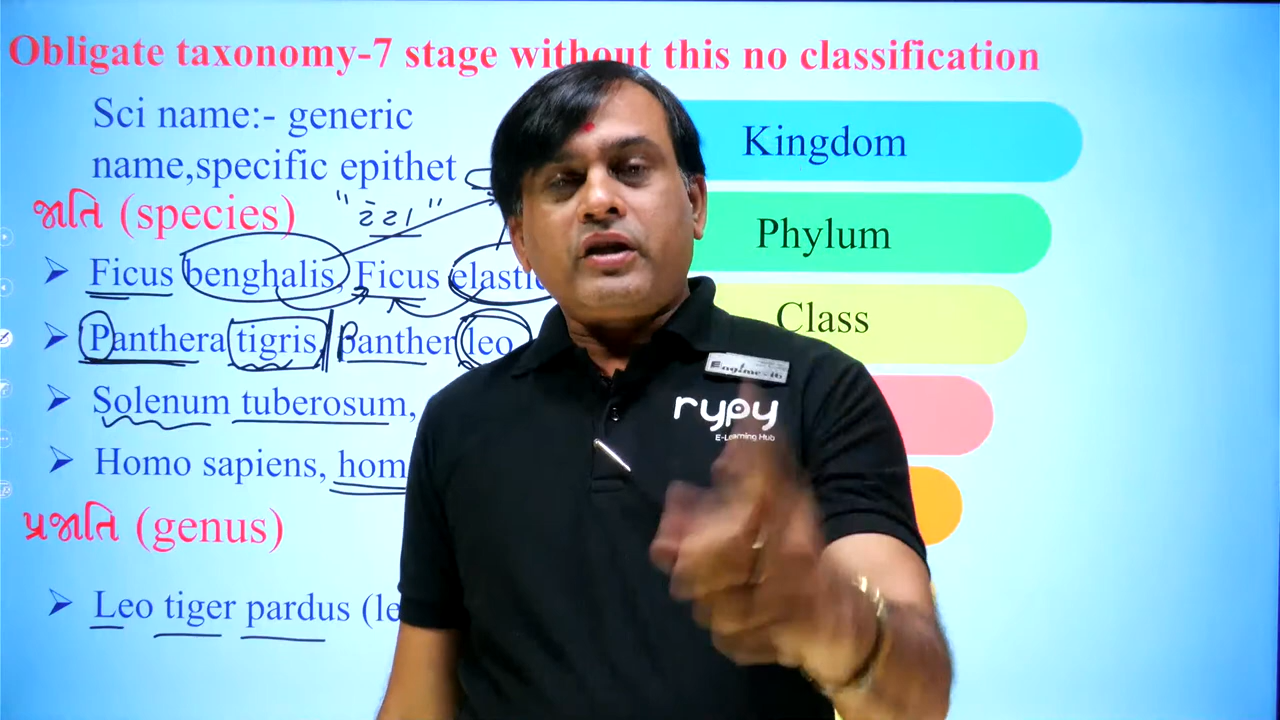 Obligate taxonomy-7 stage without this no classification
Sci name:- generic
name,specific epithet
જાતિ (species)
Ficus benghalis, Ficus elastic
Panthera tigris, Panther leo
Solenum tuberosum,
Homo sapiens, hom
પ્રજાતિ (genus)
Leo tiger pardus (le
Kingdom
Phylum
Class
rypy
E-Learning Hub